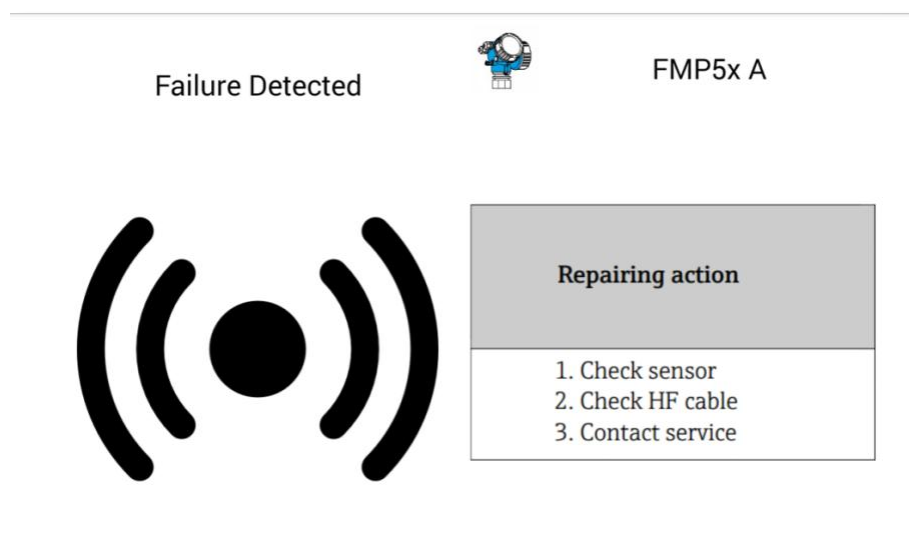 Failure Detected
FMP5x A
Repairing action
1. Check sensor
2. Check HF cable
3. Contact service